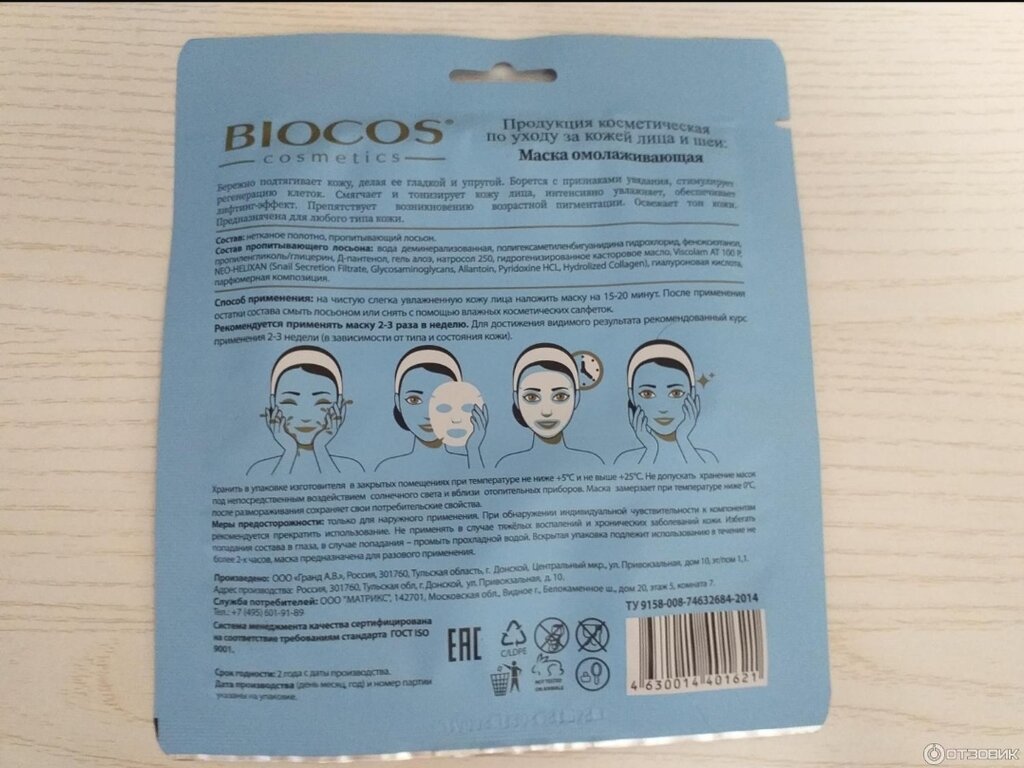 BIOCOS®
cosmetics
Продукция косметическая
по уходу за кожей лица и шеи:
Маска омолаживающая
Бережно подтягивает кожу, делая ее гладкой и упругой. Борется с признаками увядания, стимулирует
регенерацию клеток. Смягчает и тонизирует кожу лица, интенсивно увлажняет, обеспечивает
лифтинг-эффект. Препятствует возникновению возрастной пигментации. Освежает тон кожи.
Предназначена для любого типа кожи.
Состав: нетканое полотно, пропитывающий лосьон.
Состав пропитывающего лосьона: вода деминерализованная, полигексаметиленбигуанидина гидрохлорид, феноксиэтанол,
пропиленгликоль/глицерин, Д-пантенол, гель алоэ, натросол 250, гидрогенизированное касторовое масло, Viscolam AT 100 P,
NEO-HELIXAN (Snail Secretion Filtrate, Glycosaminoglycans, Allantoin, Pyridoxine HCL, Hydrolized Collagen), гиалуроновая кислота,
парфюмерная композиция.
Способ применения: на чистую слегка увлажненную кожу лица наложить маску на 15-20 минут. После применения
остатки состава смыть лосьоном или снять с помощью влажных косметических салфеток.
Рекомендуется применять маску 2-3 раза в неделю. Для достижения видимого результата рекомендованный курс
применения 2-3 недели (в зависимости от типа и состояния кожи).
Хранить в упаковке изготовителя в закрытых помещениях при температуре не ниже +5°С и не выше +25°С. Не допускать хранение масок
под непосредственным воздействием солнечного света и вблизи отопительных приборов. Маска замерзает при температуре ниже 0°С,
после размораживания сохраняет свои потребительские свойства.
Меры предосторожности: только для наружного применения. При обнаружении индивидуальной чувствительности к компонентам
рекомендуется прекратить использование. Не применять в случае тяжёлых воспалений и хронических заболеваний кожи. Избегать
попадания состава в глаза, в случае попадания – промыть прохладной водой. Вскрытая упаковка подлежит использованию в течение не
более 2-х часов, маска предназначена для разового применения.
Произведено: ООО «Гранд А.В.», Россия, 301760, Тульская область, г. Донской, Центральный мкр., ул. Привокзальная, дом 10, эт/пом 1,1.
Адрес производства: Россия, 301760, Тульская обл, г. Донской, ул. Привокзальная, д. 10.
Служба потребителей: ООО "МАТРИКС", 142701, Московская обл., Видное г., Белокаменное ш., дом 20, этаж 5, комната 7.
Тел.: +7 (495) 601-91-89
ТУ 9158-008-74632684-2014
Система менеджмента качества сертифицирована
на соответствие требованиям стандарта ГОСТ ISO
9001.
EAC
C/LDPE
NOT TESTED
ON ANIMALS
4 630014 401621
Срок годности: 2 года с даты производства.
Дата производства (день месяц, год) и номер партии
указаны на упаковке.
ОТЗОВИК